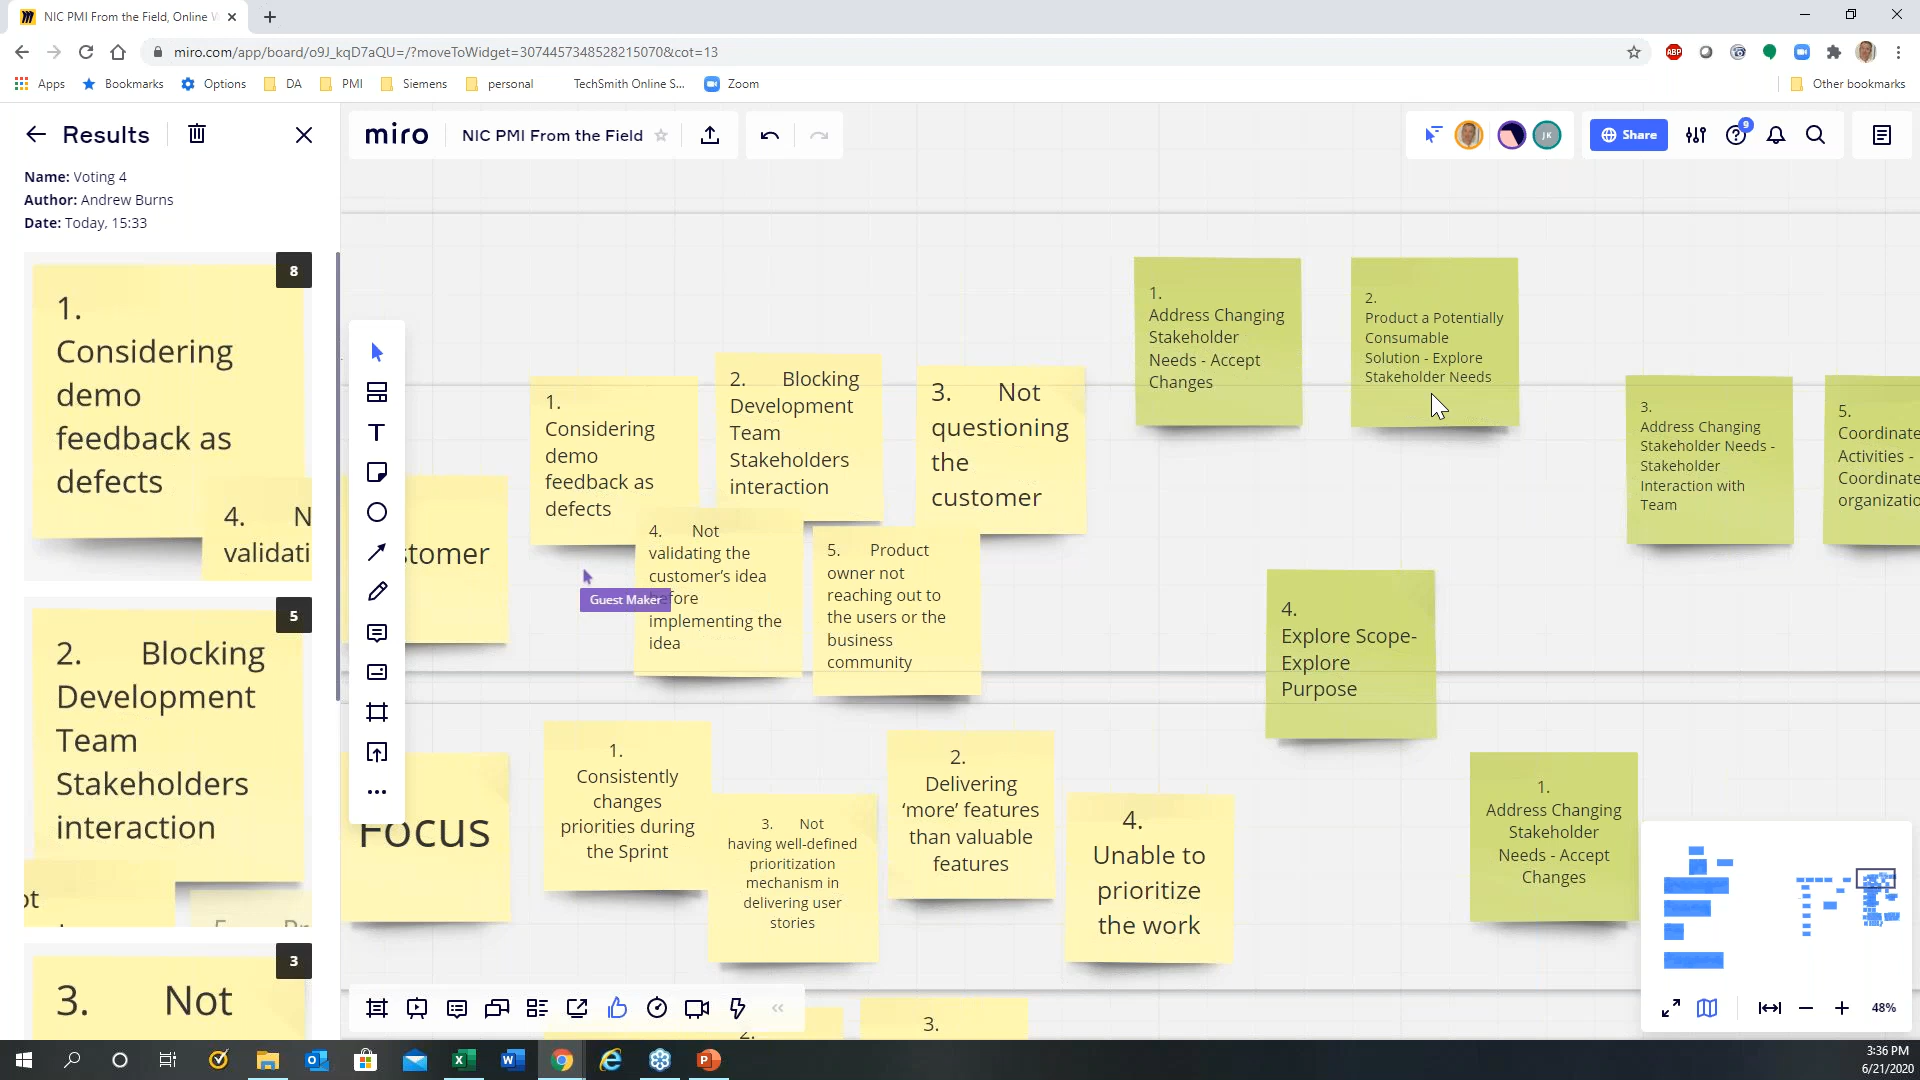 NIC PMI From the Field, Online W
miro.com/app/board/o9J_kqD7aQU=/?moveToWidget=3074457348528215070&cot=13
ABP
Apps
Bookmarks
Options
DA
PMI
Siemens
personal
TechSmith Online S...
Zoom
Other bookmarks
Results
Name: Voting 4
Author: Andrew Burns
Date: Today, 15:33
8
1.
Considering
demo
feedback as
defects
4. N
validati
5
2. Blocking
Development
Team
Stakeholders
interaction
ot
3
3. Not
miro
NIC PMI From the Field
JK
Share
9
stomer
1.
Considering
demo
feedback as
defects
2. Blocking
Development
Team
Stakeholders
interaction
3. Not
questioning
the
customer
4. Not
validating the
customer's idea
before
implementing the
idea
Guest Maker
5. Product
owner not
reaching out to
the users or the
business
community
1.
Address Changing
Stakeholder
Needs - Accept
Changes
2.
Product a Potentially
Consumable
Solution - Explore
Stakeholder Needs
3.
Address Changing
Stakeholder Needs -
Stakeholder
Interaction with
Team
5.
Coordinate
Activities -
Coordinate
organizatio
4.
Explore Scope-
Explore
Purpose
Focus
1.
Consistently
changes
priorities during
the Sprint
3. Not
having well-defined
prioritization
mechanism in
delivering user
stories
2.
Delivering
‘more’ features
than valuable
features
4.
Unable to
prioritize
the work
1.
Address Changing
Stakeholder
Needs - Accept
Changes
2.
3.
48%
3:36 PM
6/21/2020